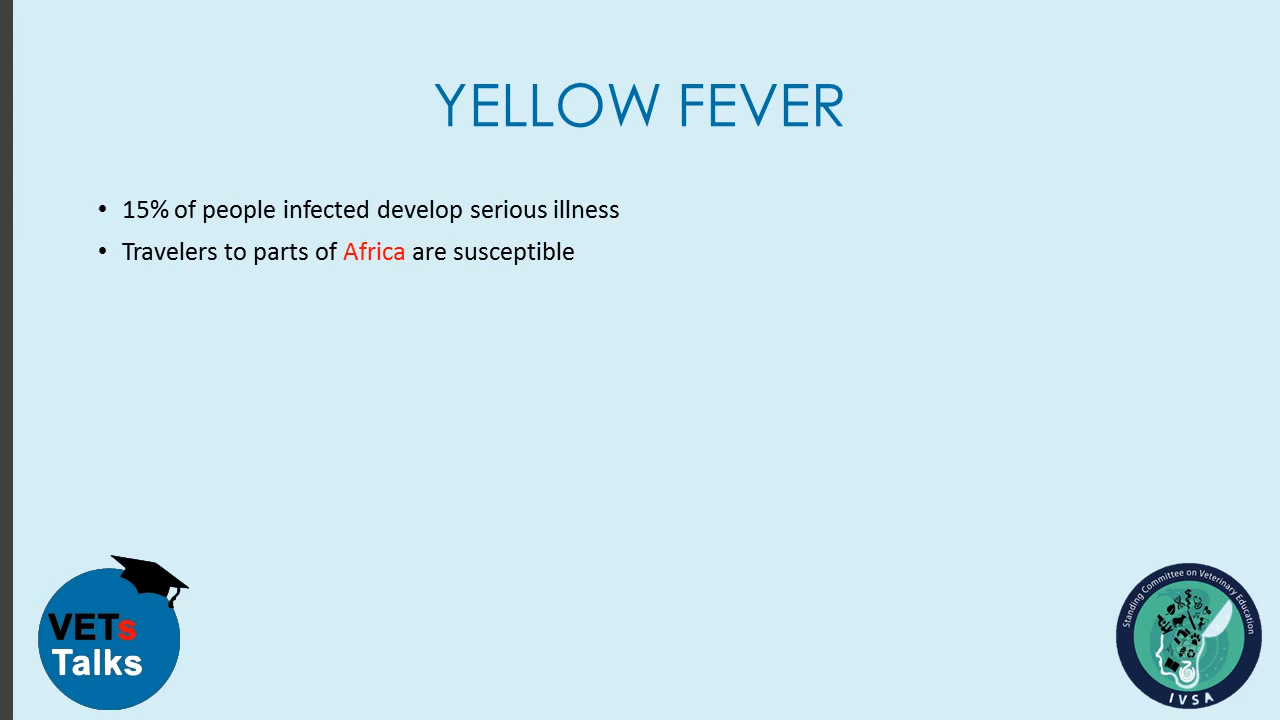 YELLOW FEVER
• 15% of people infected develop serious illness
• Travelers to parts of Africa are susceptible
VETs
Talks
Standing Committee on Veterinary Education
IVSA